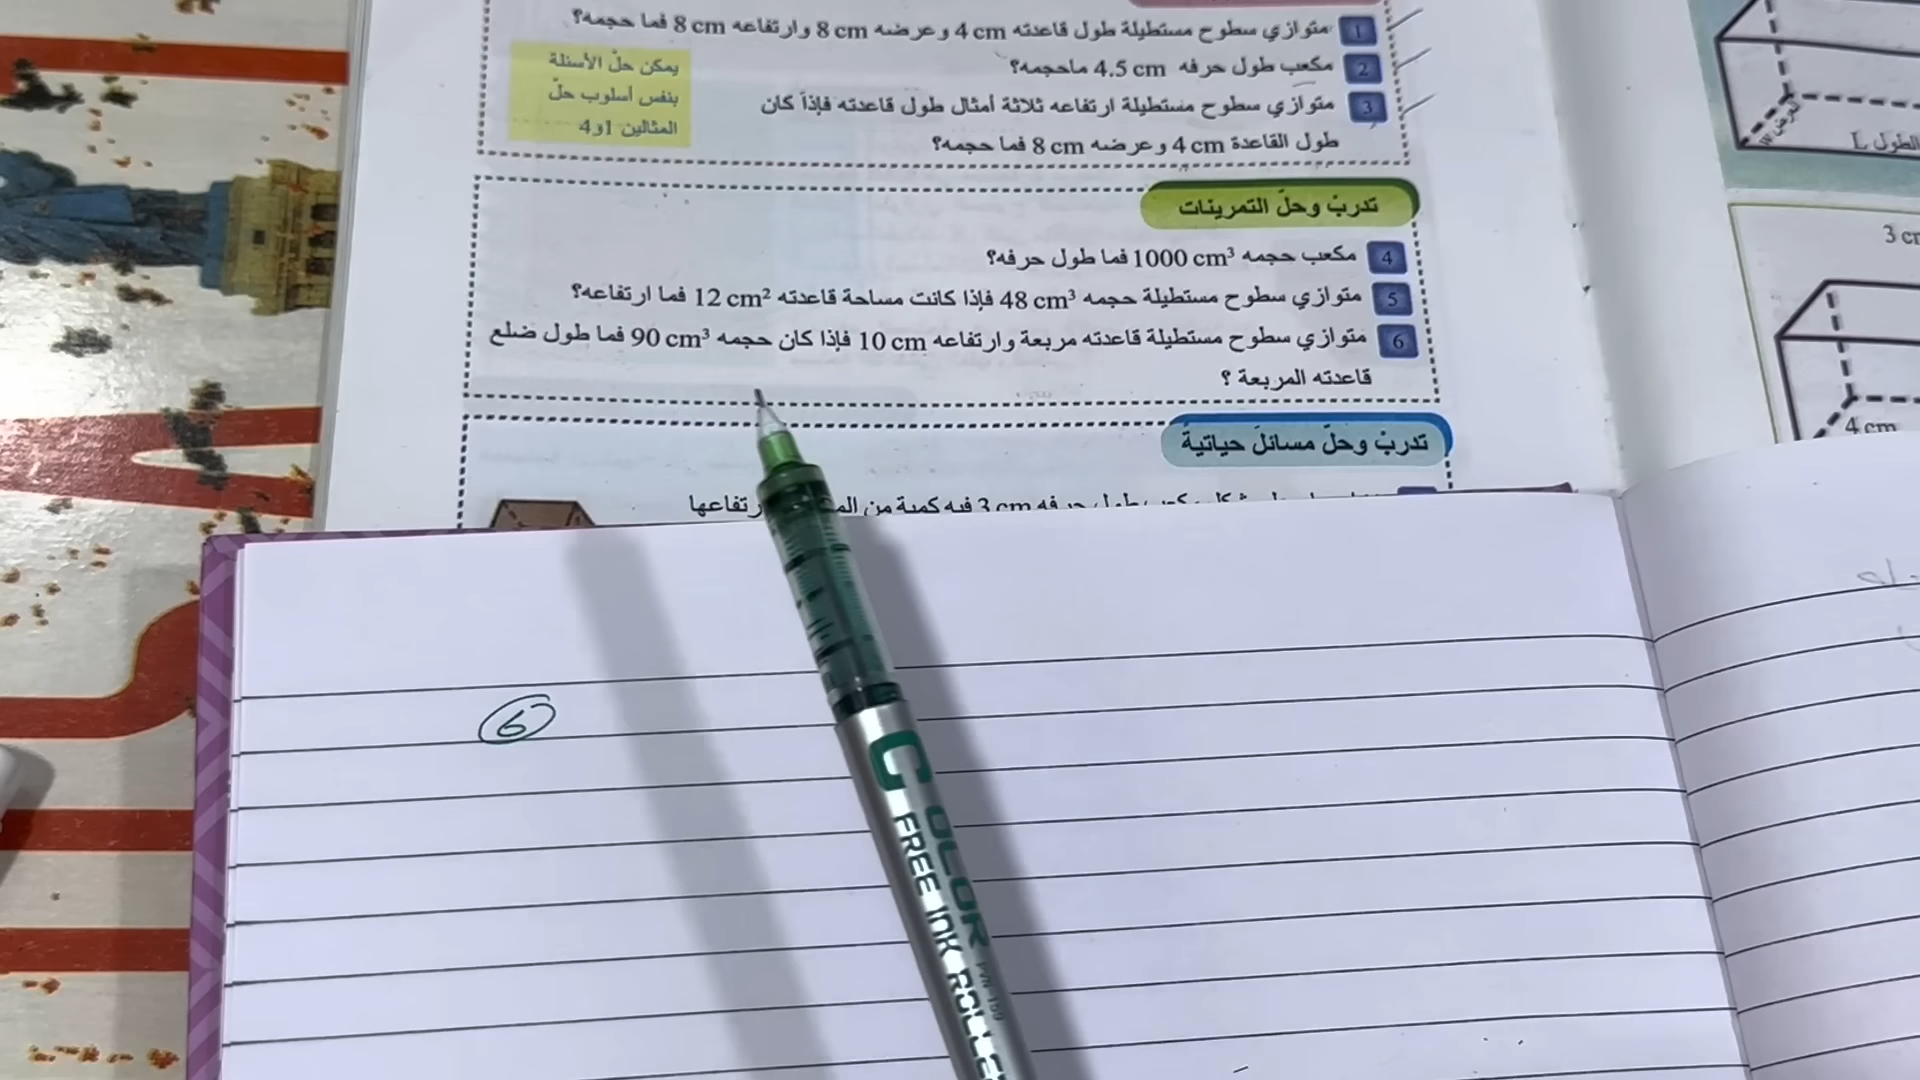 1 متوازي سطوح مستطيلة طول قاعدته 4 cm وعرضه 8 cm وارتفاعه 8 cm فما حجمه؟
2 مكعب طول حرفه 4.5 cm ماحجمه؟
3 متوازي سطوح مستطيلة ارتفاعه ثلاثة أمثال طول قاعدته فإذا كان
طول القاعدة 4 cm وعرضه 8 cm فما حجمه؟
يمكن حلّ الأسئلة
بنفس أسلوب حلّ
المثالين 1و4
تدربْ وحلّ التمرينات
4 مكعب حجمه 1000 cm³ فما طول حرفه؟
5 متوازي سطوح مستطيلة حجمه 48 cm³ فإذا كانت مساحة قاعدته 12 cm² فما ارتفاعه؟
6 متوازي سطوح مستطيلة قاعدته مربعة وارتفاعه 10 cm فإذا كان حجمه 90 cm³ فما طول ضلع
قاعدته المربعة ؟
تدربْ وحلّ مسائلَ حياتيةً
طول حرفه 3 cm فيه كمية من
الطول L
4 cm
6
COLOR
FREE INK ROLLER